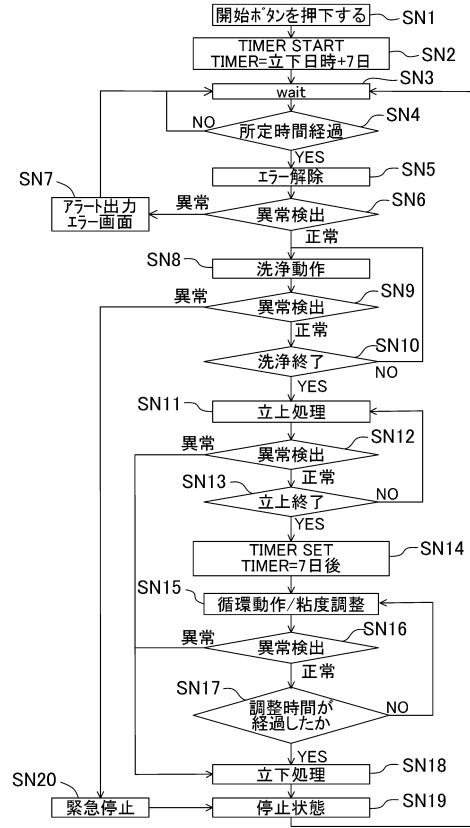 開始ボタンを押下する
SN1
TIMER START
TIMER=立下日時+7日
SN2
SN3
wait
SN4
NO
所定時間経過
YES
SN5
エラー解除
SN7
SN6
異常
アラート出力
エラー画面
異常検出
正常
SN8
洗浄動作
SN9
異常
異常検出
正常
SN10
洗浄終了
NO
YES
SN11
立上処理
SN12
異常
異常検出
正常
SN13
立上終了
NO
YES
TIMER SET
TIMER=7日後
SN14
SN15
循環動作/粘度調整
SN16
異常
異常検出
正常
SN17
調整時間が
経過したか
NO
YES
立下処理
SN18
SN20
緊急停止
停止状態
SN19